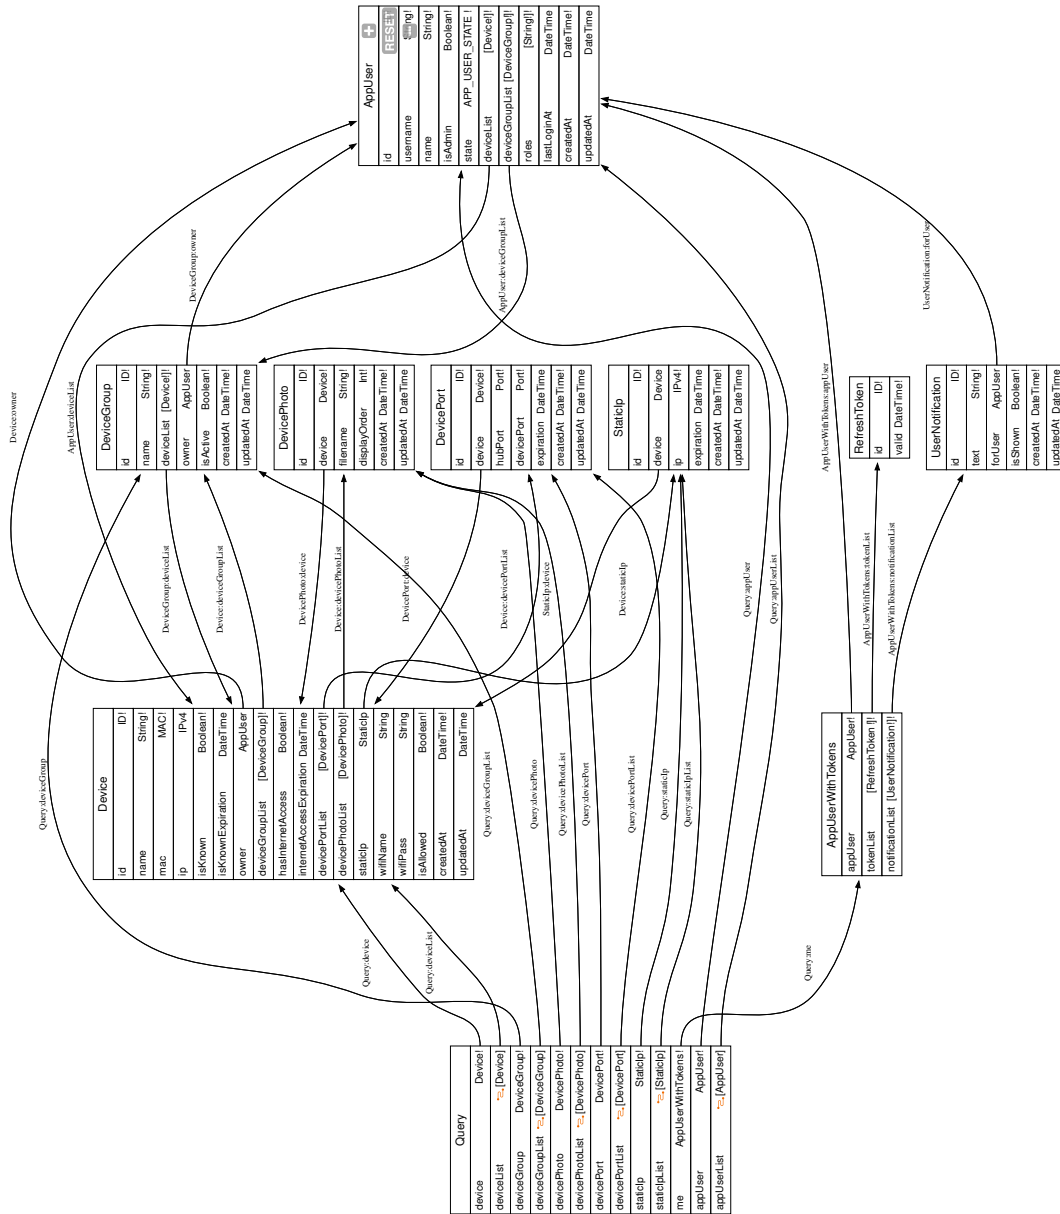 AppUser
id
RESET
username
name String!
isAdmin Boolean!
state APP_USER_STATE !
deviceList [Device!]!
deviceGroupList [DeviceGroup!]!
roles [String!]!
lastLoginAt DateTime
createdAt DateTime!
updatedAt DateTime
DeviceGroup
id ID!
name String!
deviceList [Device!]!
owner AppUser
isActive Boolean!
createdAt DateTime!
updatedAt DateTime
DevicePhoto
id ID!
device Device!
filename String!
displayOrder Int!
createdAt DateTime!
updatedAt DateTime
DevicePort
id ID!
device Device!
hubPort Port!
devicePort Port!
expiration DateTime
createdAt DateTime!
updatedAt DateTime
StaticIp
id ID!
device Device
ip IPv4!
expiration DateTime
createdAt DateTime!
updatedAt DateTime
RefreshToken
id ID!
valid DateTime!
UserNotification
id ID!
text String!
forUser AppUser
isShown Boolean!
createdAt DateTime!
updatedAt DateTime
Device
id ID!
name String!
mac MAC!
ip IPv4
isKnown Boolean!
isKnownExpiration DateTime
owner AppUser
deviceGroupList [DeviceGroup!]!
hasInternetAccess Boolean!
internetAccessExpiration DateTime
devicePortList [DevicePort!]!
devicePhotoList [DevicePhoto!]!
staticIp StaticIp
wifiName String
wifiPass String
isAllowed Boolean!
createdAt DateTime!
updatedAt DateTime
AppUserWithTokens
appUser AppUser!
tokenList [RefreshToken!]!
notificationList [UserNotification!]!
Query
device Device!
deviceList [Device]
deviceGroup DeviceGroup!
deviceGroupList [DeviceGroup]
devicePhoto DevicePhoto!
devicePhotoList [DevicePhoto]
devicePort DevicePort!
devicePortList [DevicePort]
staticIp StaticIp!
staticIpList [StaticIp]
me AppUserWithTokens!
appUser AppUser!
appUserList [AppUser]
Device:owner
AppUser:deviceList
DeviceGroup:owner
AppUser:deviceGroupList
UserNotification:forUser
AppUserWithTokens:appUser
Query:deviceGroup
DeviceGroup:deviceList
Device:deviceGroupList
DevicePhoto:device
Device:devicePhotoList
DevicePort:device
Device:devicePortList
StaticIp:device
Device:staticIp
Query:appUser
Query:appUserList
AppUserWithTokens:tokenList
AppUserWithTokens:notificationList
Query:device
Query:deviceList
Query:deviceGroupList
Query:devicePhoto
Query:devicePhotoList
Query:devicePort
Query:devicePortList
Query:staticIp
Query:staticIpList
Query:me